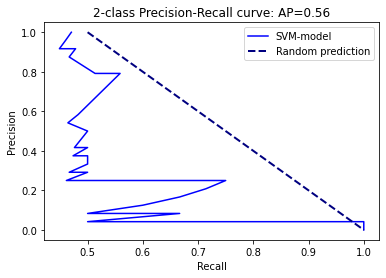 2-class Precision-Recall curve: AP=0.56
SVM-model
Random prediction
Precision
1.0
0.8
0.6
0.4
0.2
0.0
0.5
0.6
0.7
0.8
0.9
1.0
Recall